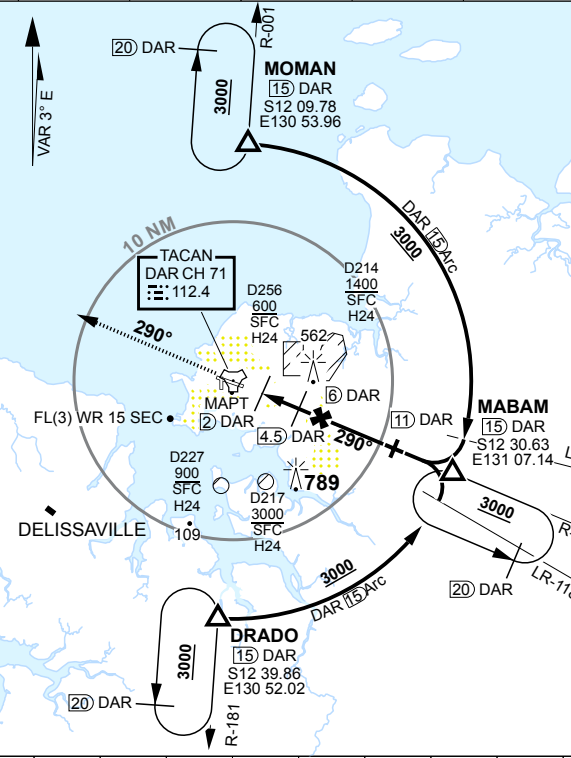 R-001
20 DAR
VAR 3° E
3000
MOMAN
15 DAR
S12 09.78
E130 53.96
DAR 15 Arc
3000
10 NM
TACAN
DAR CH 71
112.4
D256
600
SFC
H24
D214
1400
SFC
H24
290°
562
MAPT
6 DAR
FL(3) WR 15 SEC
2 DAR
4.5 DAR
290°
11 DAR
MABAM
15 DAR
S12 30.63
E131 07.14
D227
900
SFC
H24
D217
3000
SFC
H24
789
109
DELISSAVILLE
3000
20 DAR
3000
DAR 15 Arc
DRADO
15 DAR
S12 39.86
E130 52.02
3000
20 DAR
R-181